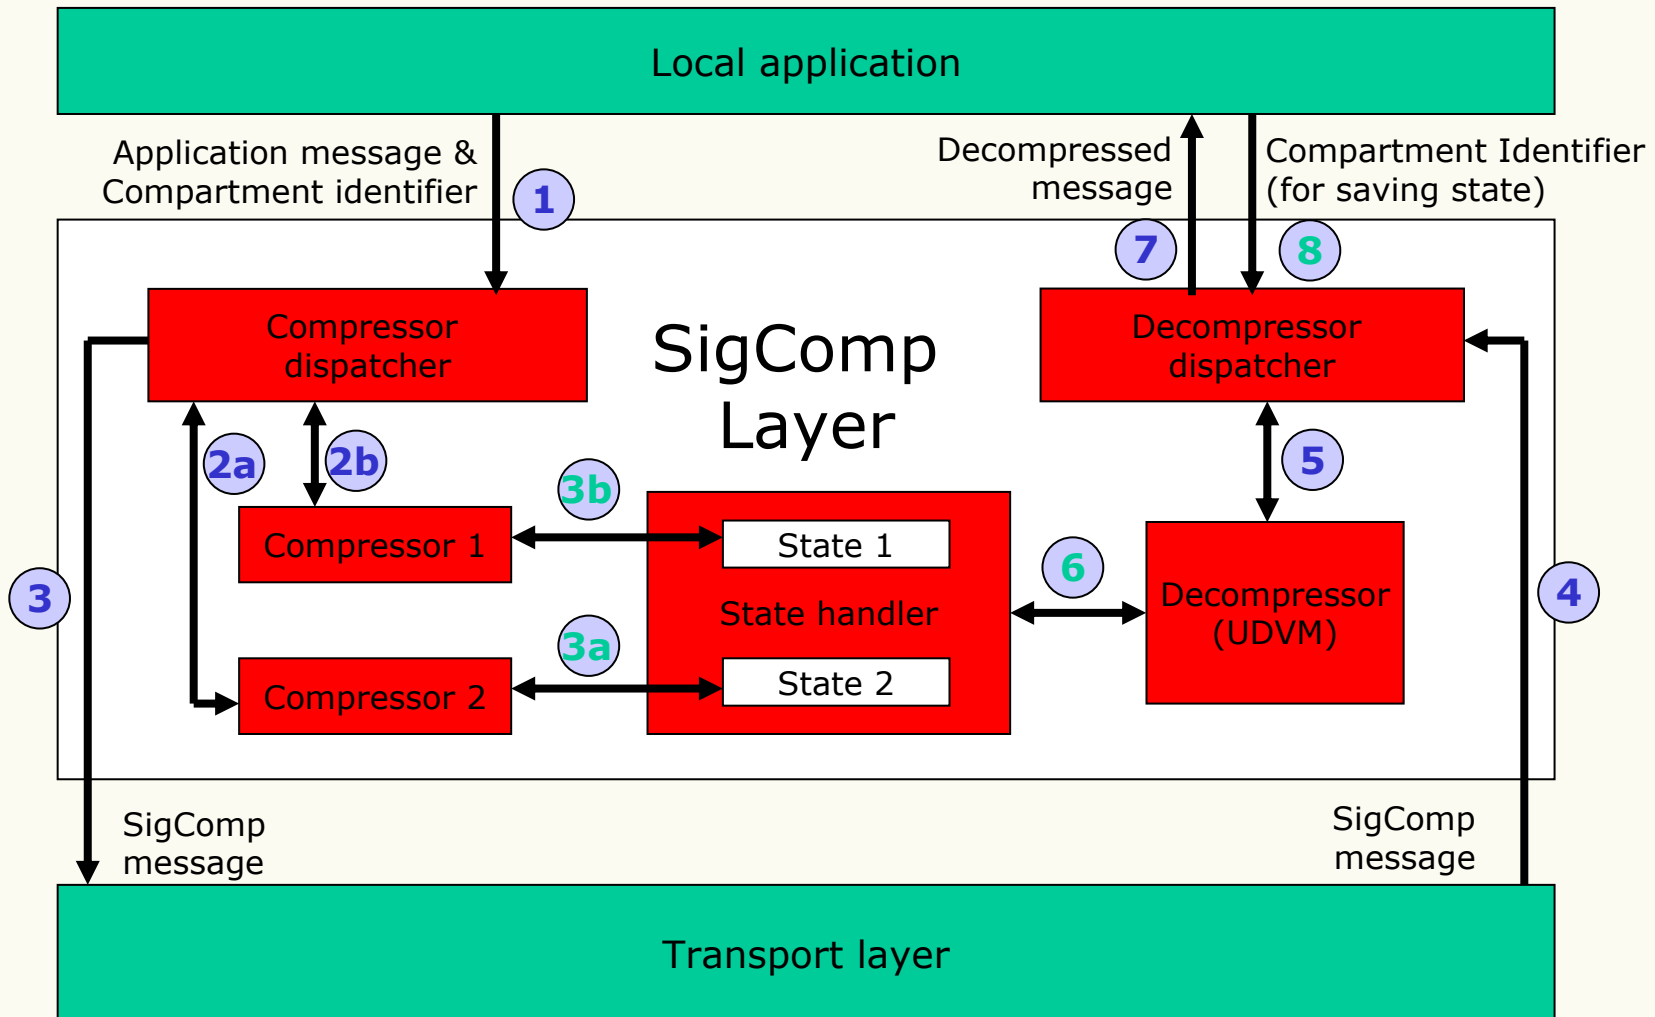 Local application
Application message &
Compartment identifier
1
Decompressed
message
Compartment Identifier
(for saving state)
7
8
Compressor
dispatcher
SigComp
Layer
Decompressor
dispatcher
2a
2b
5
3b
Compressor 1
State 1
6
3
State handler
Decompressor
(UDVM)
4
3a
Compressor 2
State 2
SigComp
message
SigComp
message
Transport layer